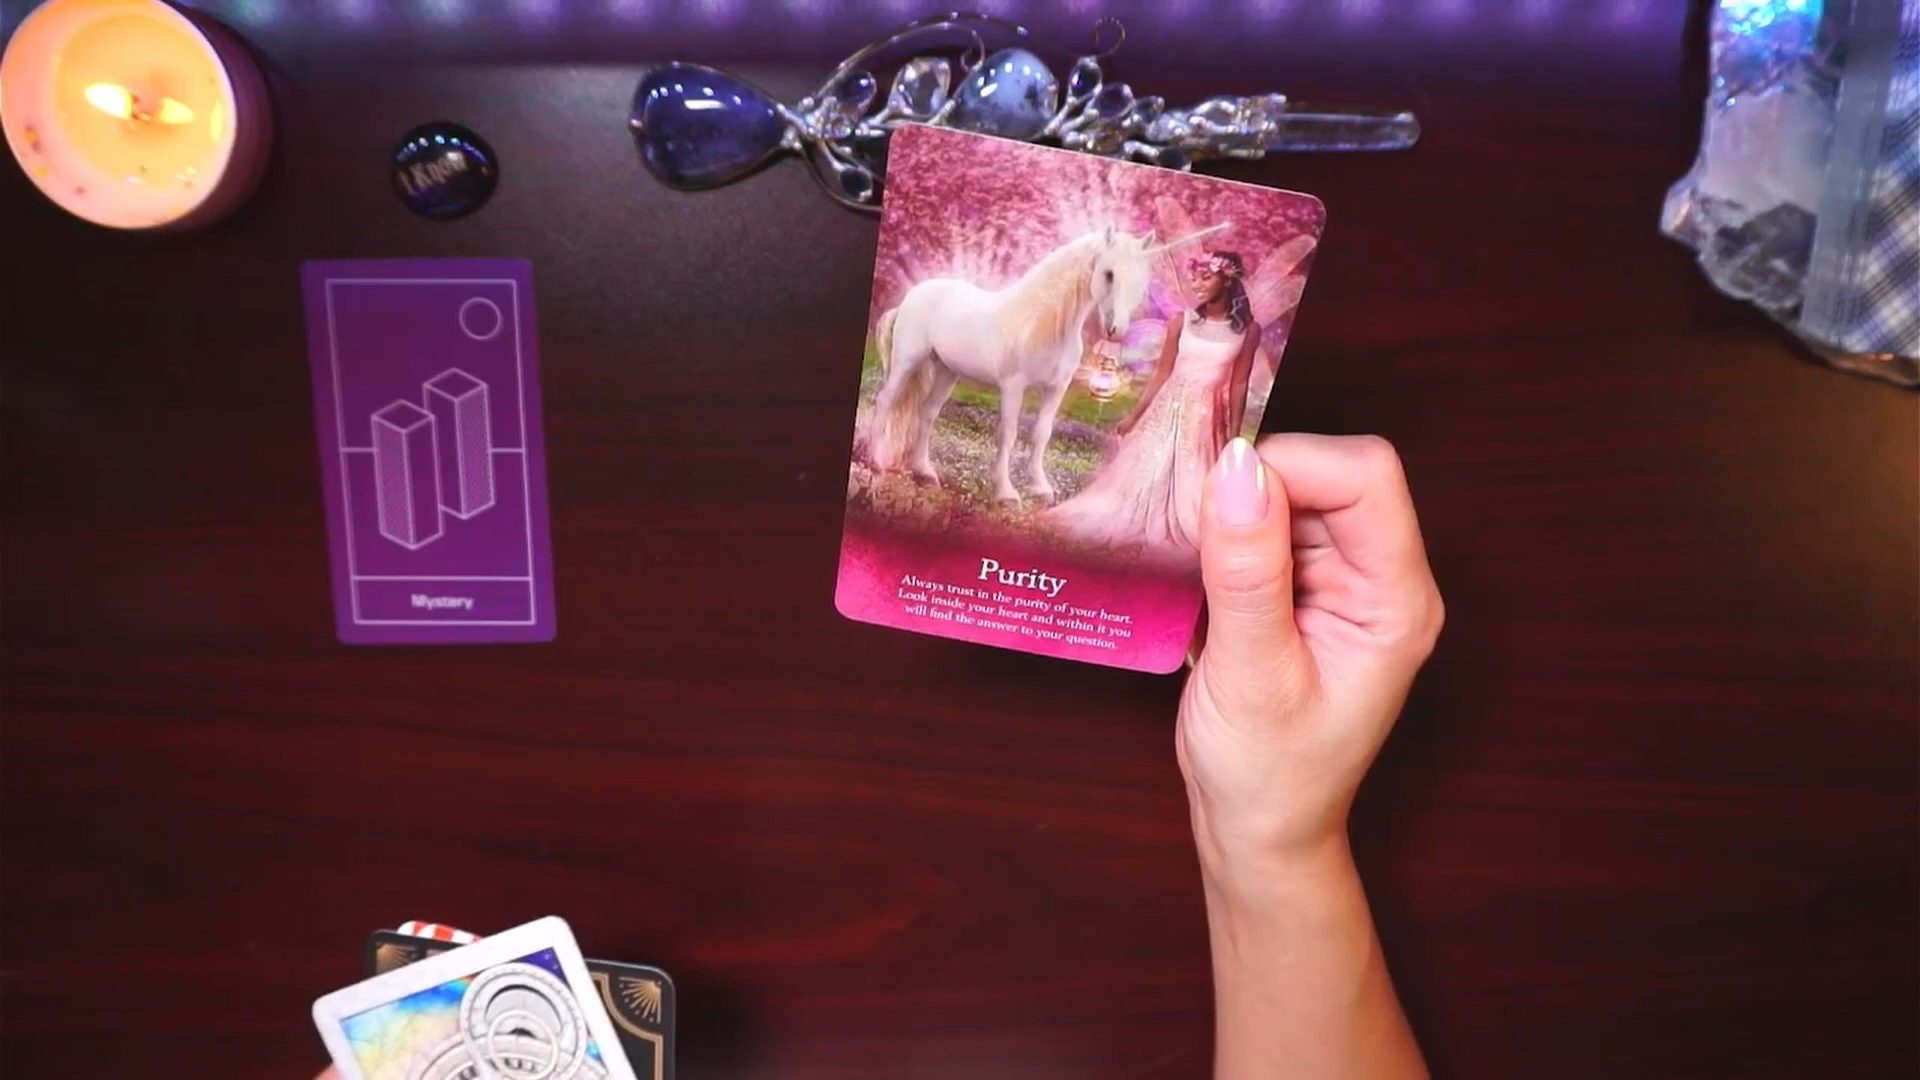 I Know
Mystery
Purity
Always trust in the purity of your heart.
Look inside your heart and within it you
will find the answer to your question.